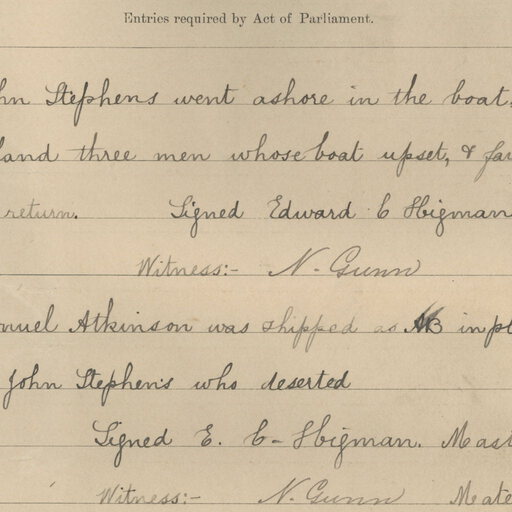 Entries required by Act of Parliament.
hn Stephens went ashore in the boat,
land three men whose boat upset, & far
return. Signed Edward C Higman
Witness:- N. Gunn
nuel Atkinson was shipped as AB in pl
John Stephens who deserted
Signed E. C- Higman. Mast
Witness:- N. Gunn Mate